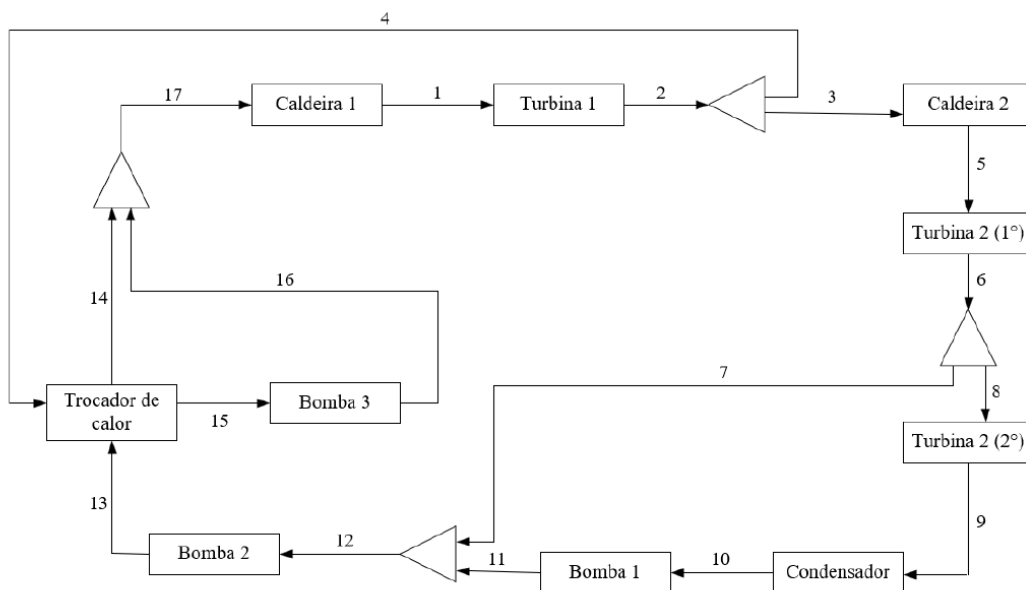 4
17
Caldeira 1
1
Turbina 1
2
3
Caldeira 2
5
Turbina 2 (1°)
6
16
14
7
8
Trocador de
calor
15
Bomba 3
Turbina 2 (2°)
13
9
Bomba 2
12
11
Bomba 1
10
Condensador